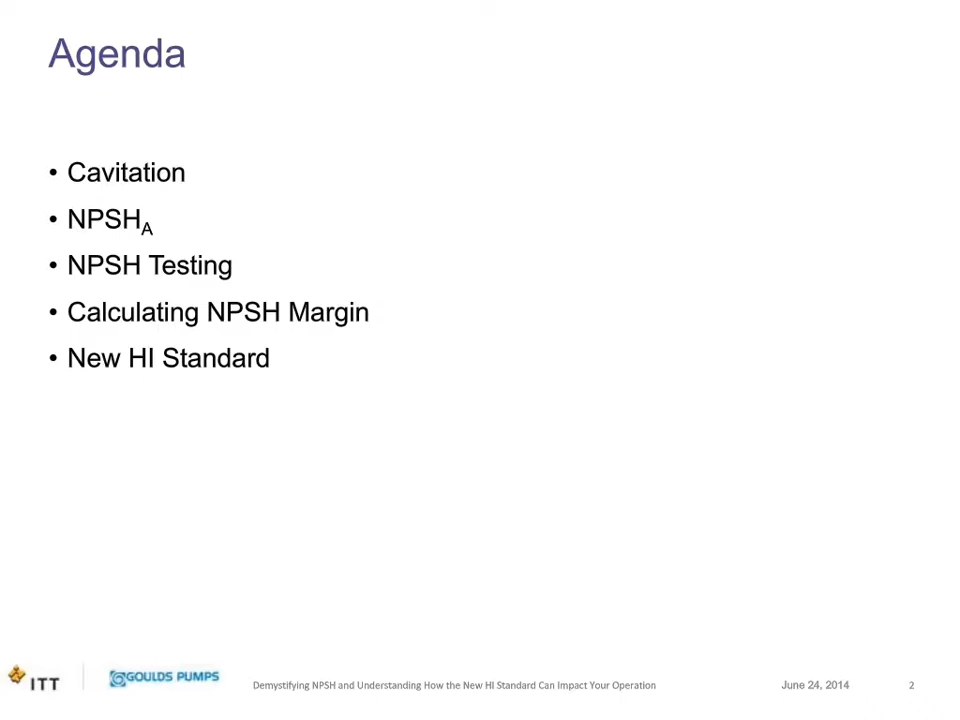 Agenda
• Cavitation
• NPSHA
• NPSH Testing
• Calculating NPSH Margin
• New HI Standard
ITT GOULDS PUMPS Demystifying NPSH and Understanding How the New HI Standard Can Impact Your Operation June 24, 2014 2